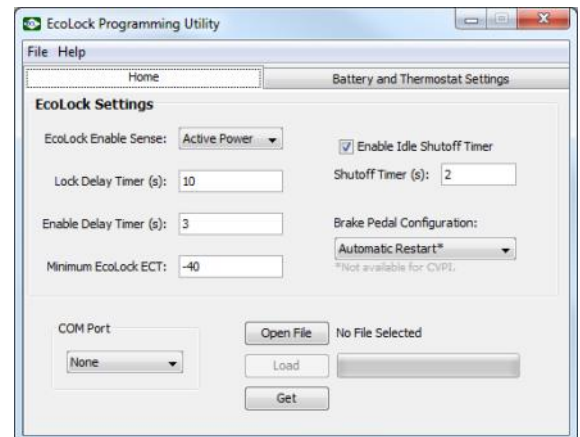 EcoLock Programming Utility
File Help
Home
Battery and Thermostat Settings
EcoLock Settings
EcoLock Enable Sense: Active Power
Enable Idle Shutoff Timer
Lock Delay Timer (s): 10
Shutoff Timer (s): 2
Enable Delay Timer (s): 3
Brake Pedal Configuration:
Automatic Restart*
*Not available for CVPI.
Minimum EcoLock ECT: -40
COM Port
None
Open File No File Selected
Load
Get